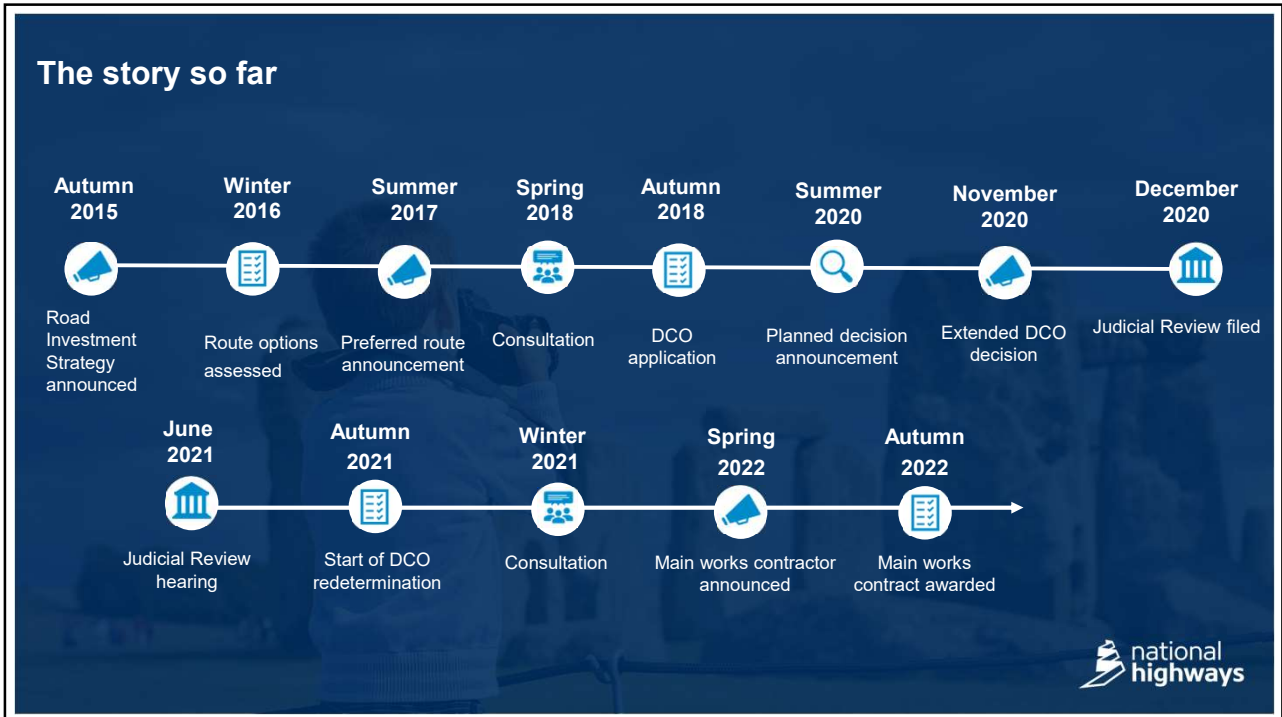 The story so far
Autumn
2015
Winter
2016
Summer
2017
Spring
2018
Autumn
2018
Summer
2020
November
2020
December
2020
Road
Investment
Strategy
announced
Route options
assessed
Preferred route
announcement
Consultation
DCO
application
Planned decision
announcement
Extended DCO
decision
Judicial Review filed
June
2021
Autumn
2021
Winter
2021
Spring
2022
Autumn
2022
Judicial Review
hearing
Start of DCO
redetermination
Consultation
Main works contractor
announced
Main works
contract awarded
national
highways